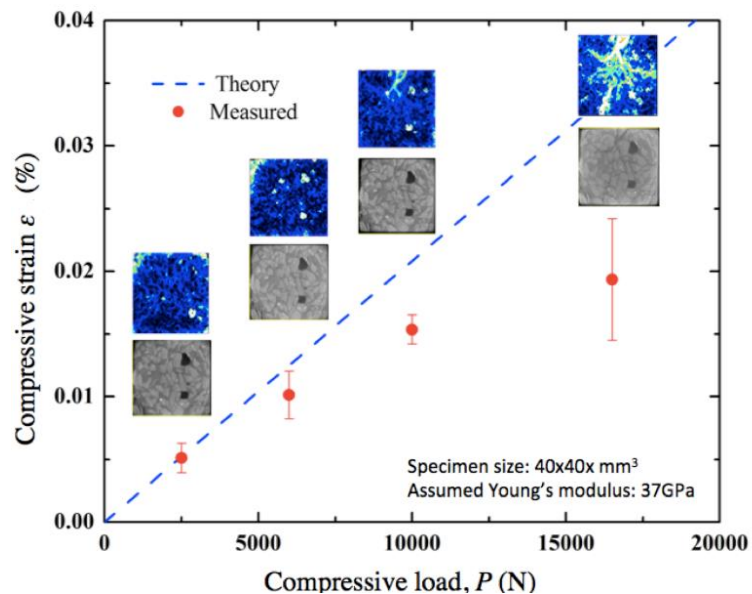 0.04
0.03
0.02
0.01
0.00
Compressive strain ε (%)
Theory
Measured
Specimen size: 40x40x mm³
Assumed Young's modulus: 37GPa
0
5000
10000
15000
20000
Compressive load, P (N)